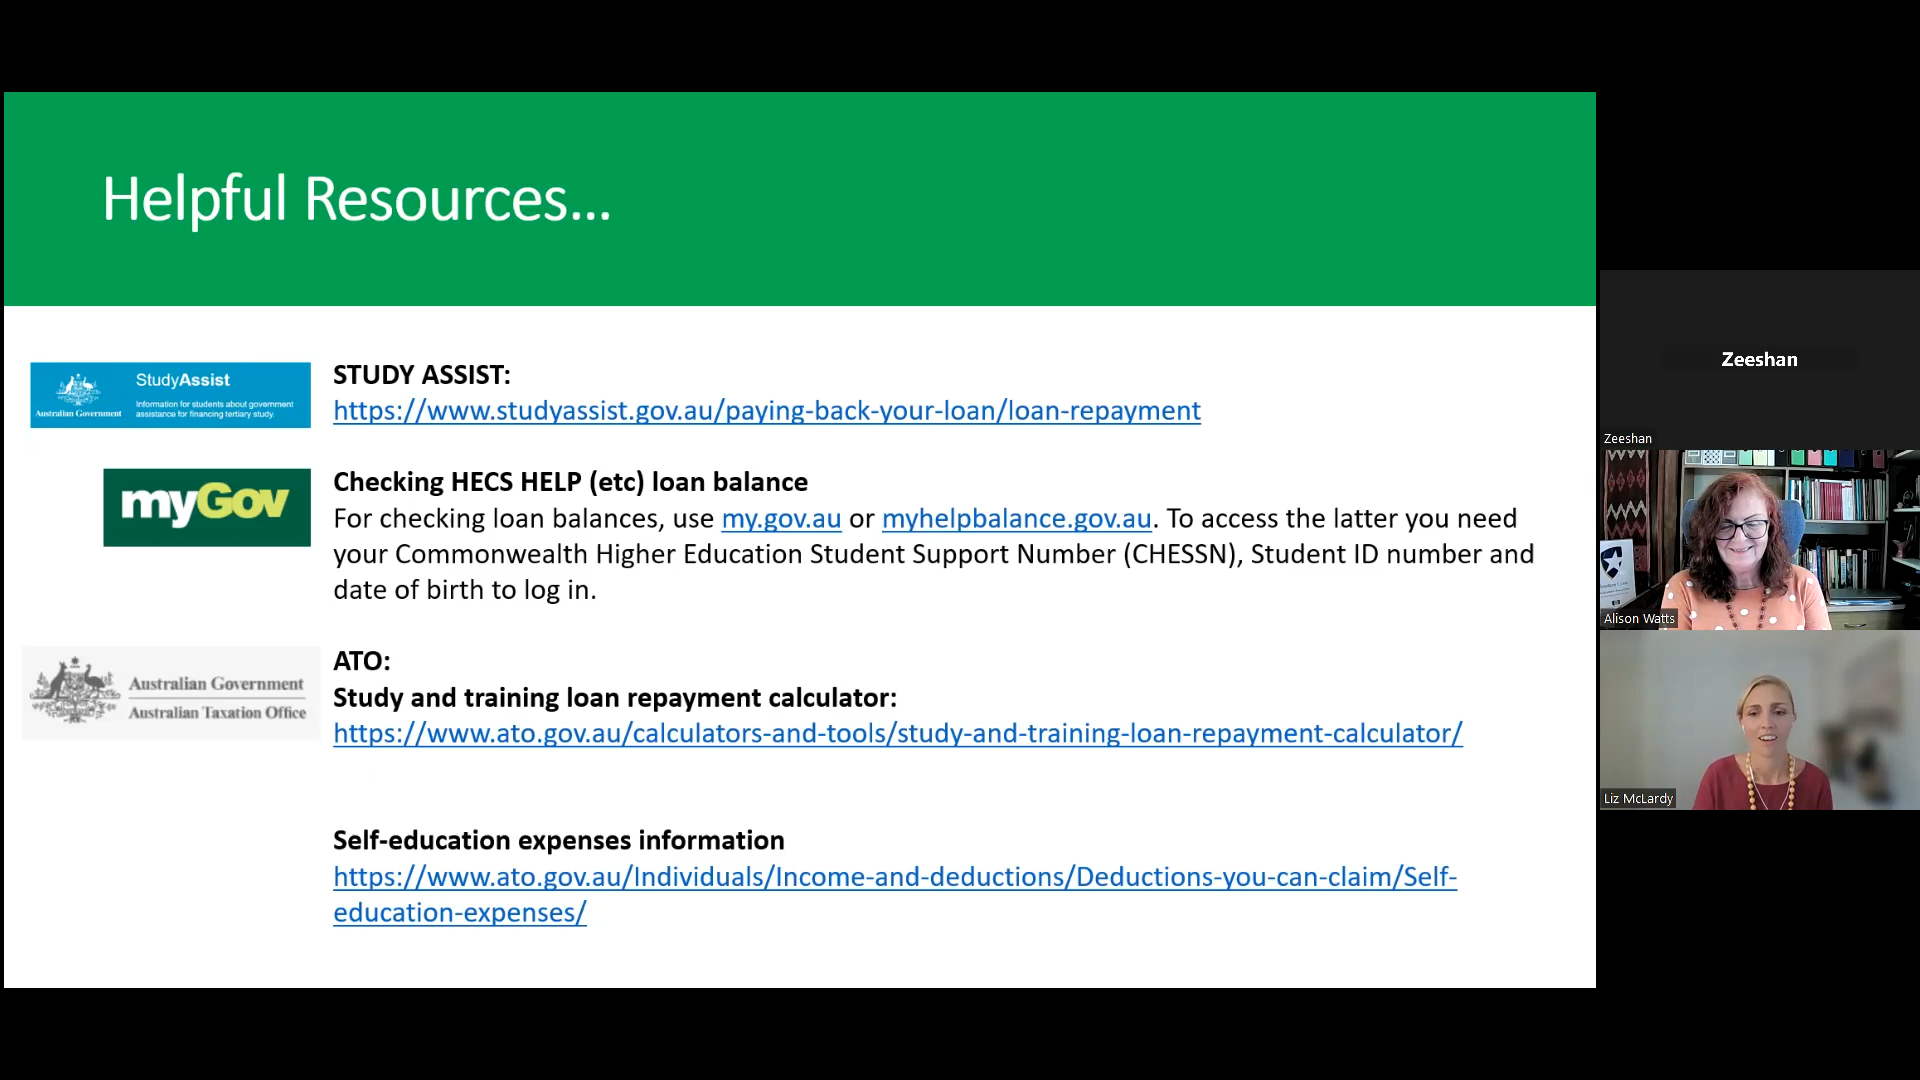 Helpful Resources...
StudyAssist
Information for students about government
assistance for financing tertiary study.
Australian Government
STUDY ASSIST:
https://www.studyassist.gov.au/paying-back-your-loan/loan-repayment
myGov
Checking HECS HELP (etc) loan balance
For checking loan balances, use my.gov.au or myhelpbalance.gov.au. To access the latter you need
your Commonwealth Higher Education Student Support Number (CHESSN), Student ID number and
date of birth to log in.
Australian Government
Australian Taxation Office
ATO:
Study and training loan repayment calculator:
https://www.ato.gov.au/calculators-and-tools/study-and-training-loan-repayment-calculator/
Self-education expenses information
https://www.ato.gov.au/Individuals/Income-and-deductions/Deductions-you-can-claim/Self-
education-expenses/
Zeeshan
Zeeshan
Alison Watts
Liz McLardy